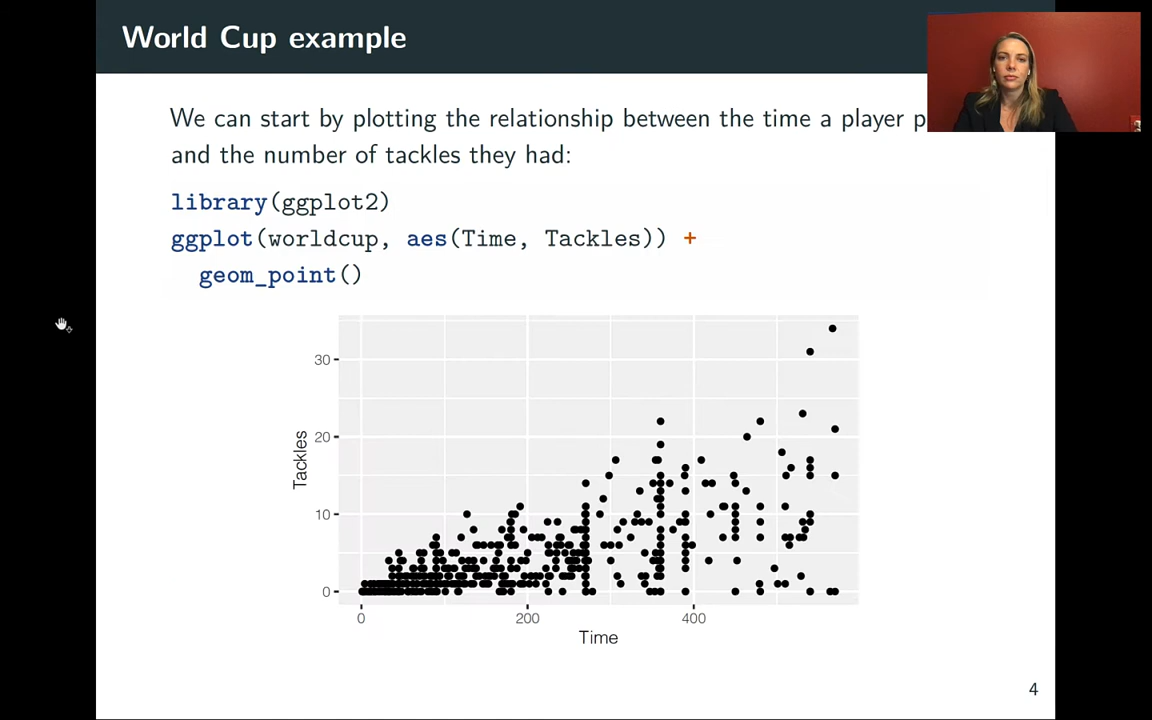 World Cup example
We can start by plotting the relationship between the time a player
and the number of tackles they had:
library(ggplot2)
ggplot(worldcup, aes(Time, Tackles)) +
geom_point()
30
20
10
0
Tackles
0 200 400
Time
4